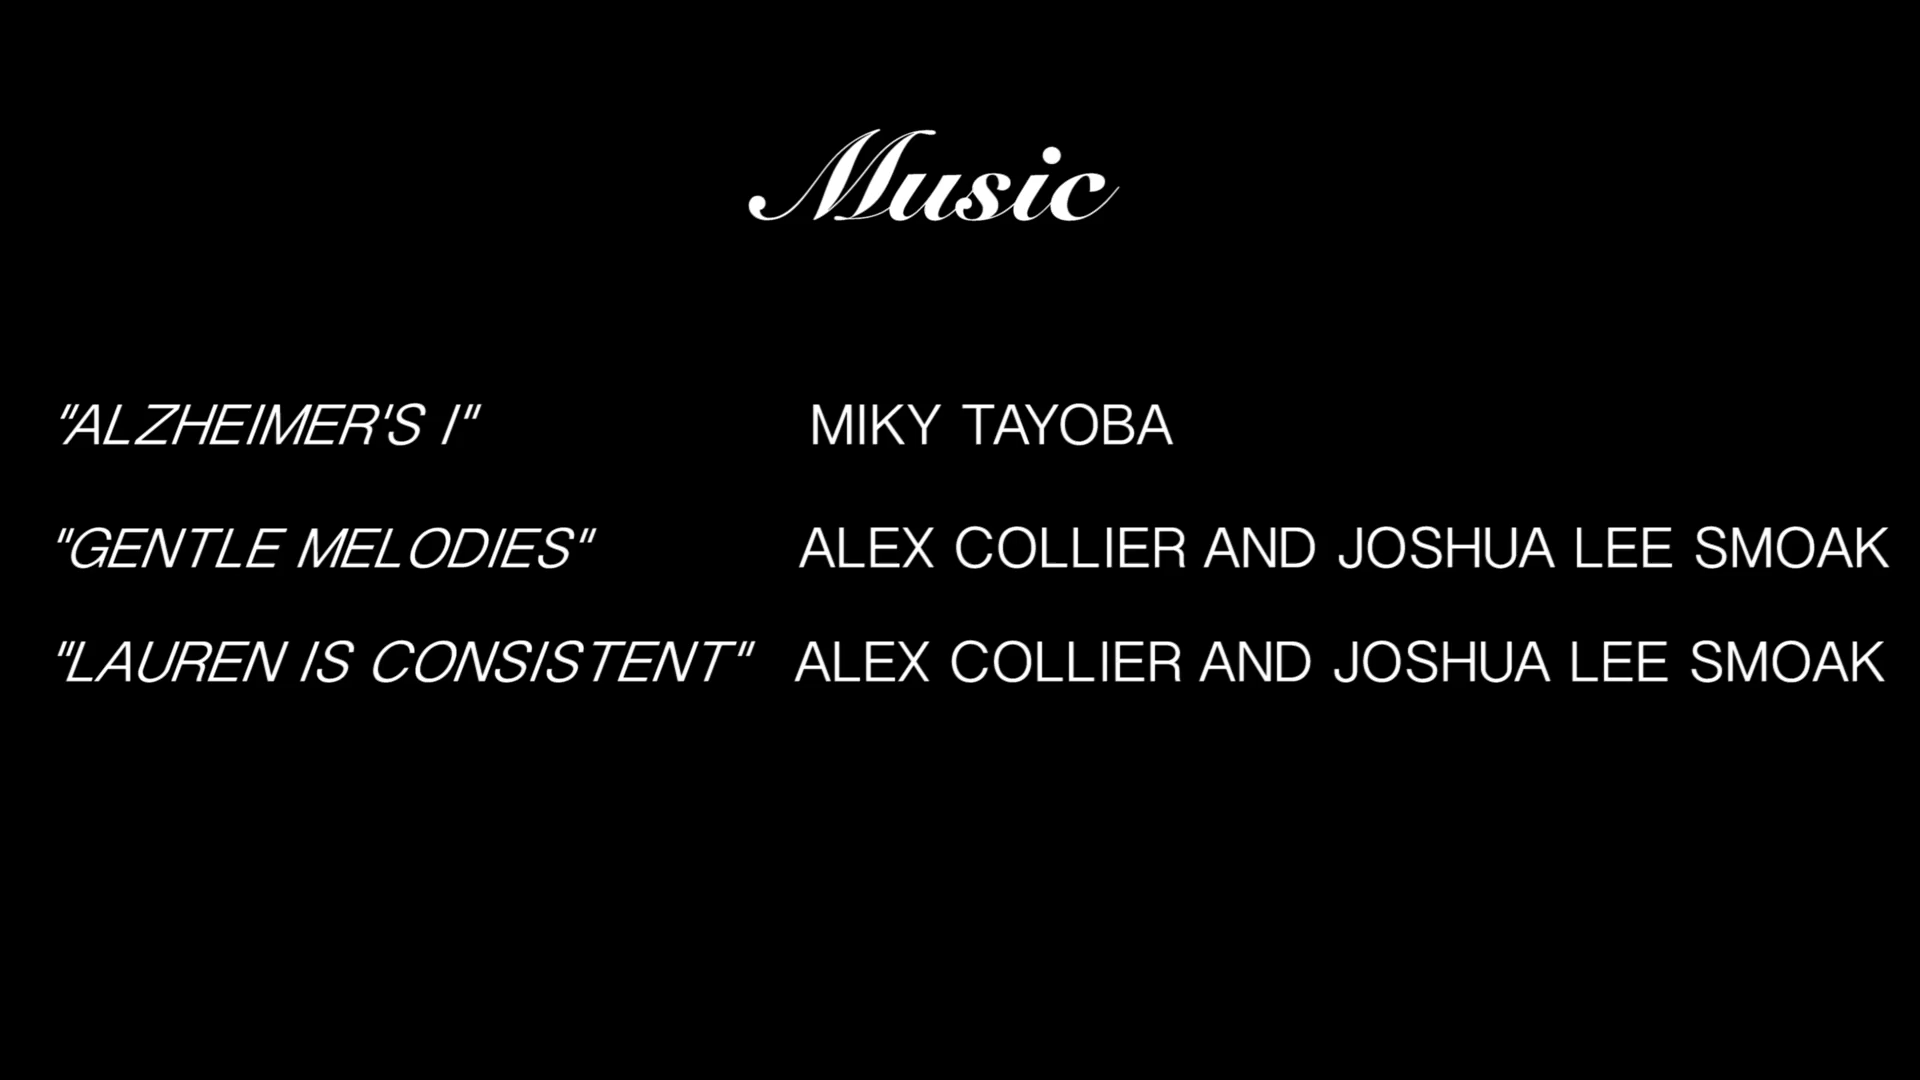 Music
"ALZHEIMER'S I" MIKY TAYOBA
"GENTLE MELODIES" ALEX COLLIER AND JOSHUA LEE SMOAK
"LAUREN IS CONSISTENT" ALEX COLLIER AND JOSHUA LEE SMOAK